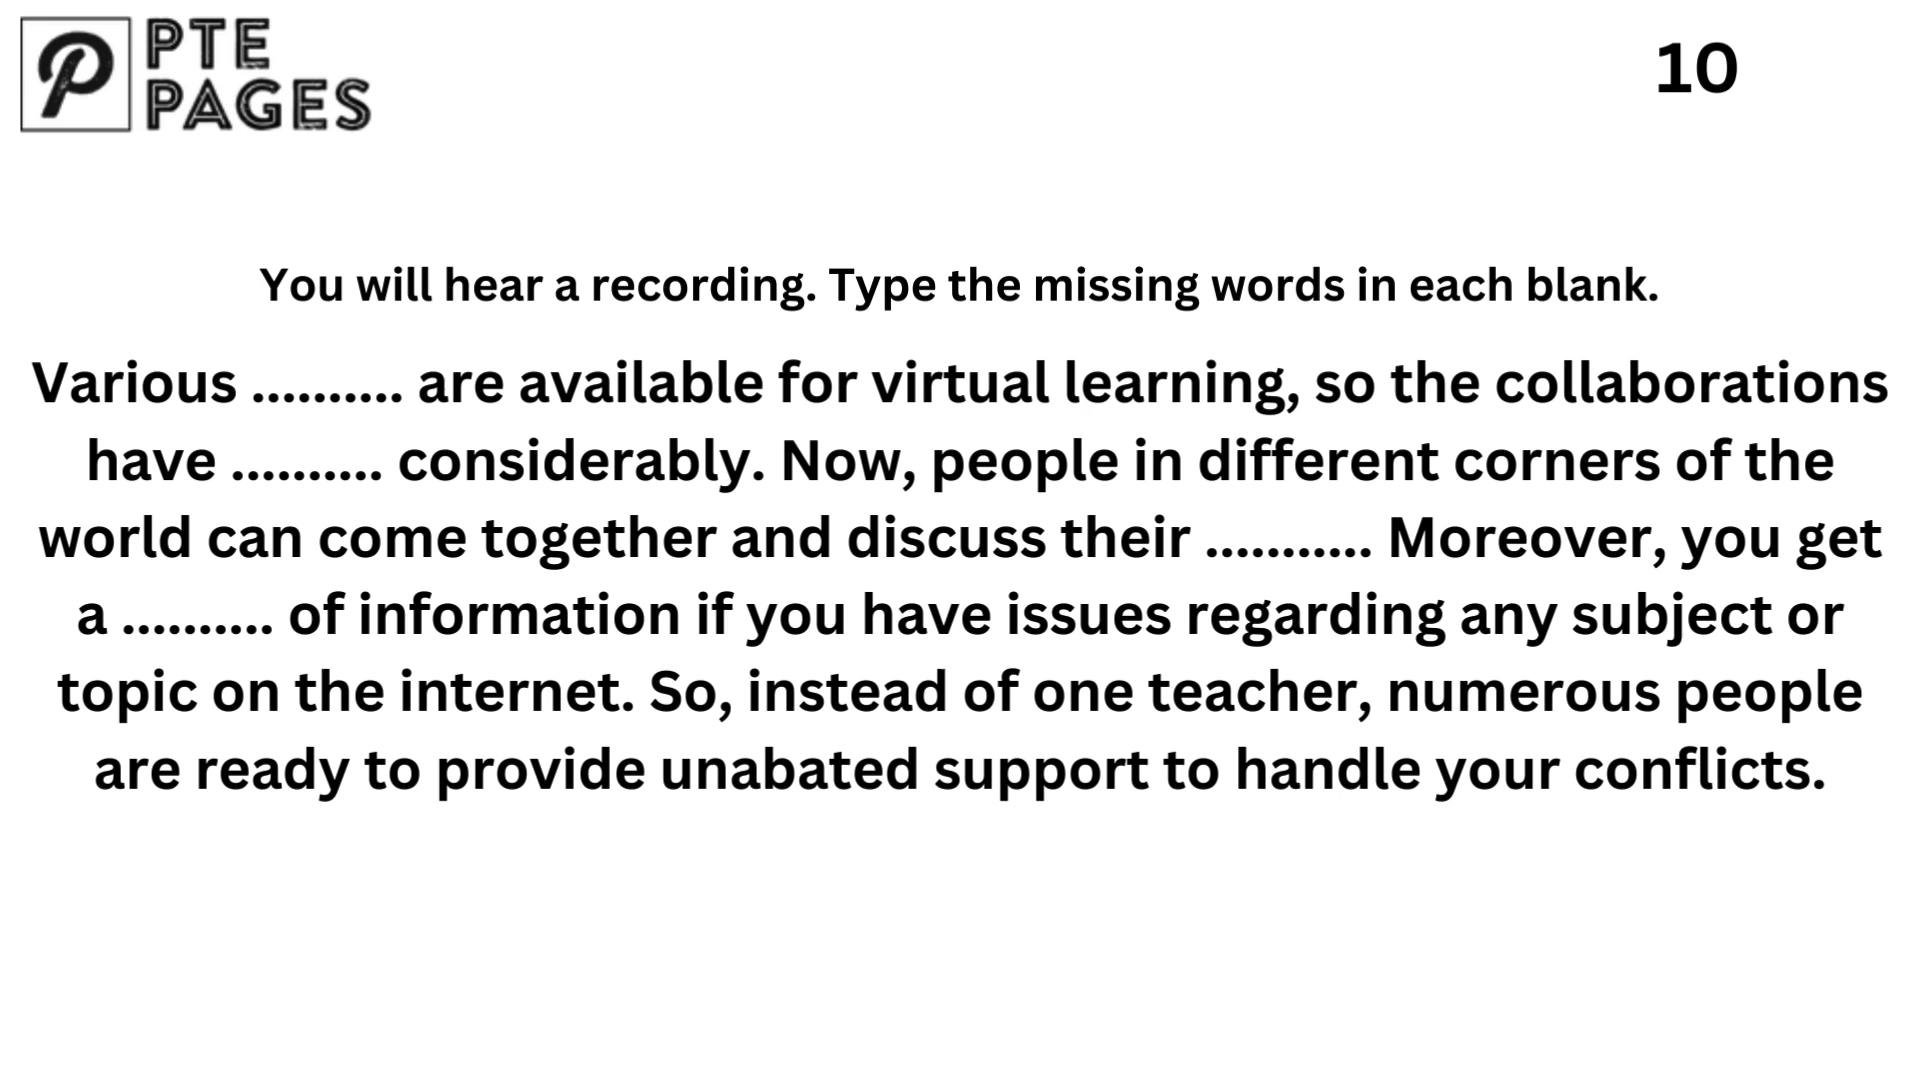 PTE
PAGES
10
You will hear a recording. Type the missing words in each blank.
Various .......... are available for virtual learning, so the collaborations
have .......... considerably. Now, people in different corners of the
world can come together and discuss their ........... Moreover, you get
a .......... of information if you have issues regarding any subject or
topic on the internet. So, instead of one teacher, numerous people
are ready to provide unabated support to handle your conflicts.